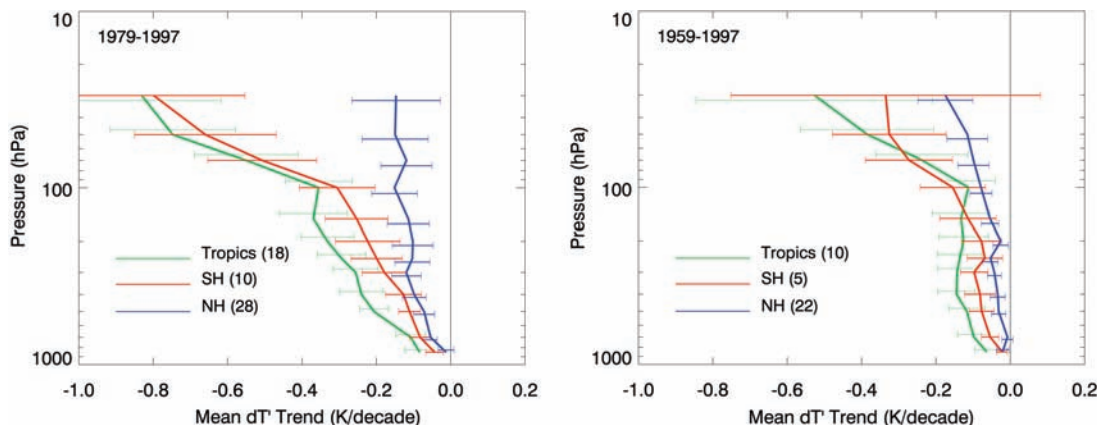 10
1979-1997
Pressure (hPa)
100
Tropics (18)
SH (10)
NH (28)
1000
-1.0 -0.8 -0.6 -0.4 -0.2 0.0 0.2
Mean dT' Trend (K/decade)
10
1959-1997
Pressure (hPa)
100
Tropics (10)
SH (5)
NH (22)
1000
-1.0 -0.8 -0.6 -0.4 -0.2 0.0 0.2
Mean dT' Trend (K/decade)